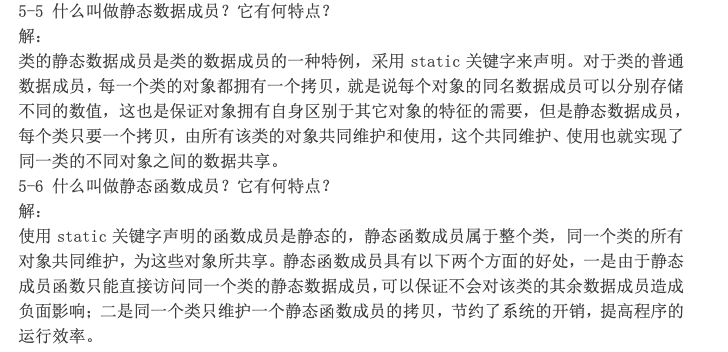 5-5 什么叫做静态数据成员？它有何特点？
解：
类的静态数据成员是类的数据成员的一种特例，采用 static 关键字来声明。对于类的普通
数据成员，每一个类的对象都拥有一个拷贝，就是说每个对象的同名数据成员可以分别存储
不同的数值，这也是保证对象拥有自身区别于其它对象的特征的需要，但是静态数据成员，
每个类只要一个拷贝，由所有该类的对象共同维护和使用，这个共同维护、使用也就实现了
同一类的不同对象之间的数据共享。
5-6 什么叫做静态函数成员？它有何特点？
解：
使用 static 关键字声明的函数成员是静态的，静态函数成员属于整个类，同一个类的所有
对象共同维护，为这些对象所共享。静态函数成员具有以下两个方面的好处，一是由于静态
成员函数只能直接访问同一个类的静态数据成员，可以保证不会对该类的其余数据成员造成
负面影响；二是同一个类只维护一个静态函数成员的拷贝，节约了系统的开销，提高程序的
运行效率。